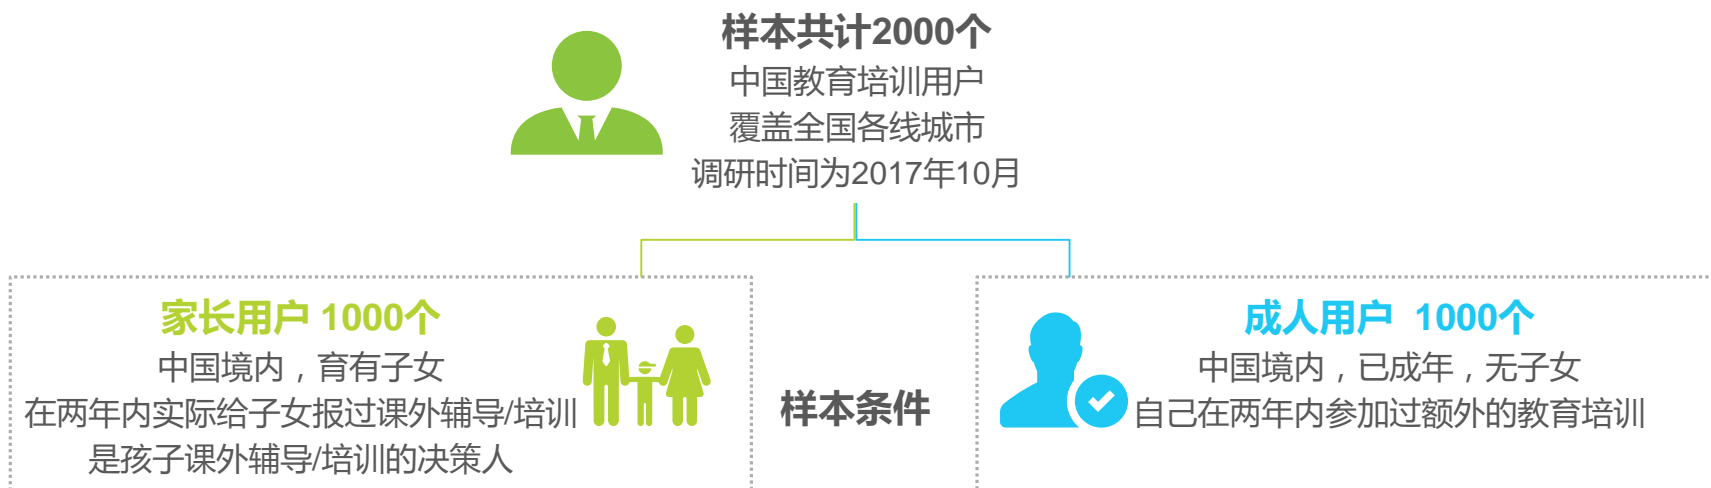 样本共计2000个
中国教育培训用户
覆盖全国各线城市
调研时间为2017年10月
家长用户 1000个
中国境内，育有子女
在两年内实际给子女报过课外辅导/培训
是孩子课外辅导/培训的决策人
样本条件
成人用户 1000个
中国境内，已成年，无子女
自己在两年内参加过额外的教育培训